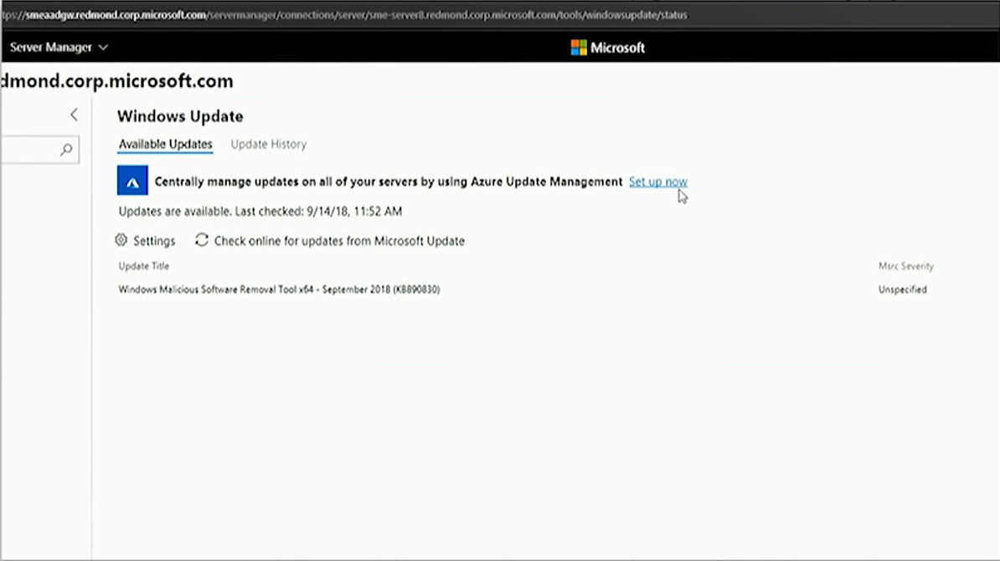 tps://smeaadgw.redmond.corp.microsoft.com/servermanager/connections/server/sme-server8.redmond.corp.microsoft.com/tools/windowsupdate/status
Server Manager
Microsoft
dmond.corp.microsoft.com
Windows Update
Available Updates Update History
Centrally manage updates on all of your servers by using Azure Update Management Set up now
Updates are available. Last checked: 9/14/18, 11:52 AM
Settings Check online for updates from Microsoft Update
Update Title Msrc Severity
Windows Malicious Software Removal Tool x64 - September 2018 (KB890830) Unspecified